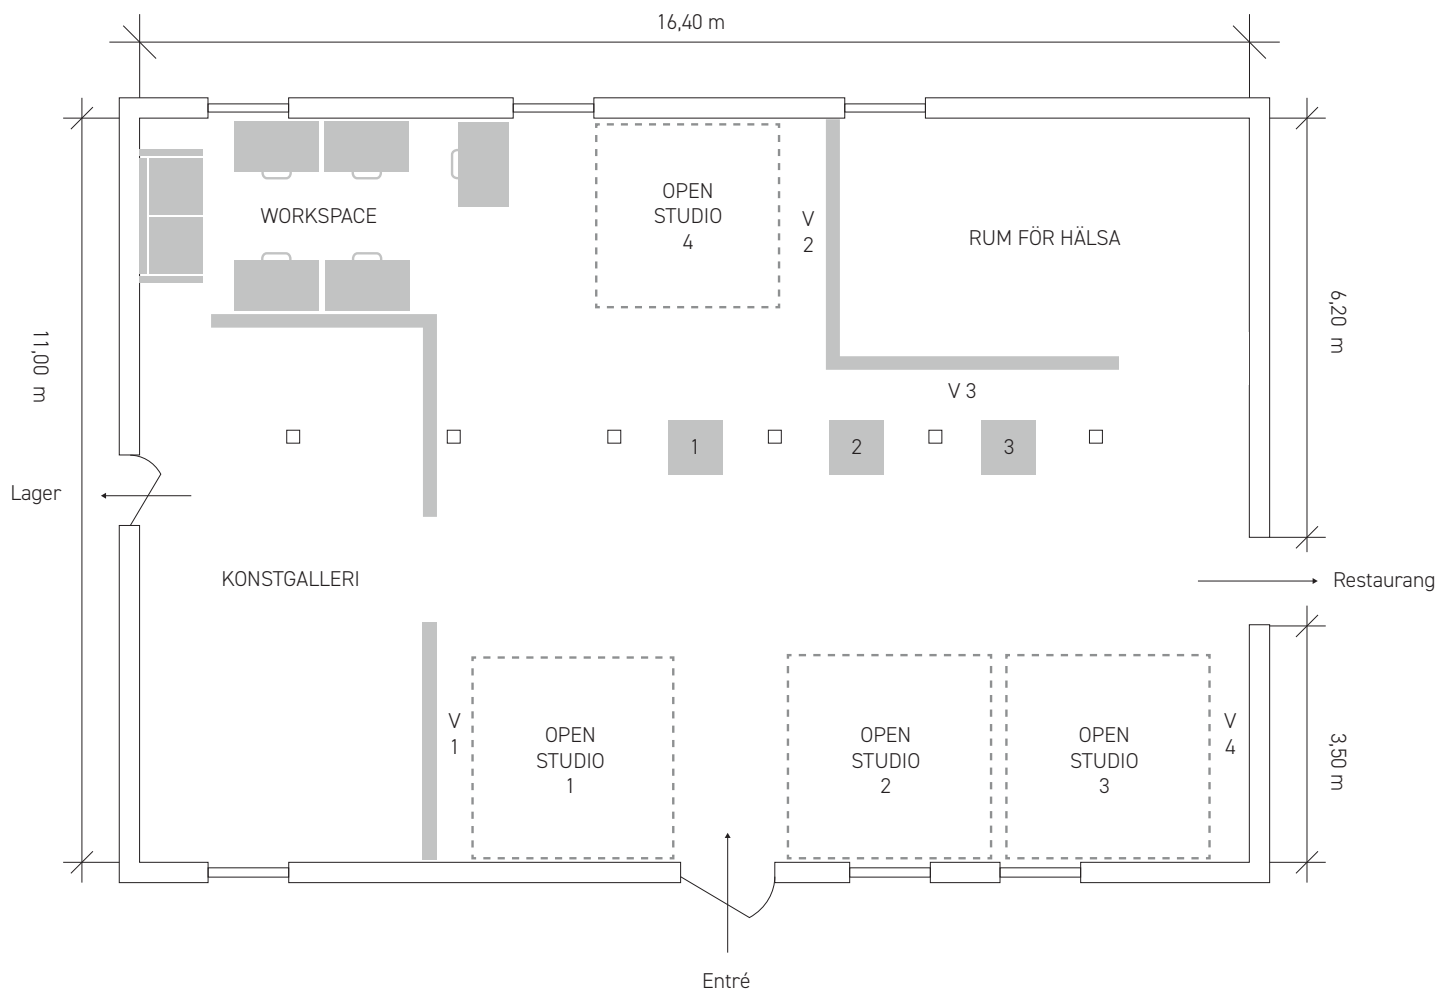 16,40 m
OPEN
STUDIO
4
WORKSPACE
V
2
RUM FÖR HÄLSA
11,00 m
6,20 m
V 3
1
2
3
Lager
KONSTGALLERI
Restaurang
V
1
OPEN
STUDIO
1
OPEN
STUDIO
2
OPEN
STUDIO
3
V
4
3,50 m
Entré